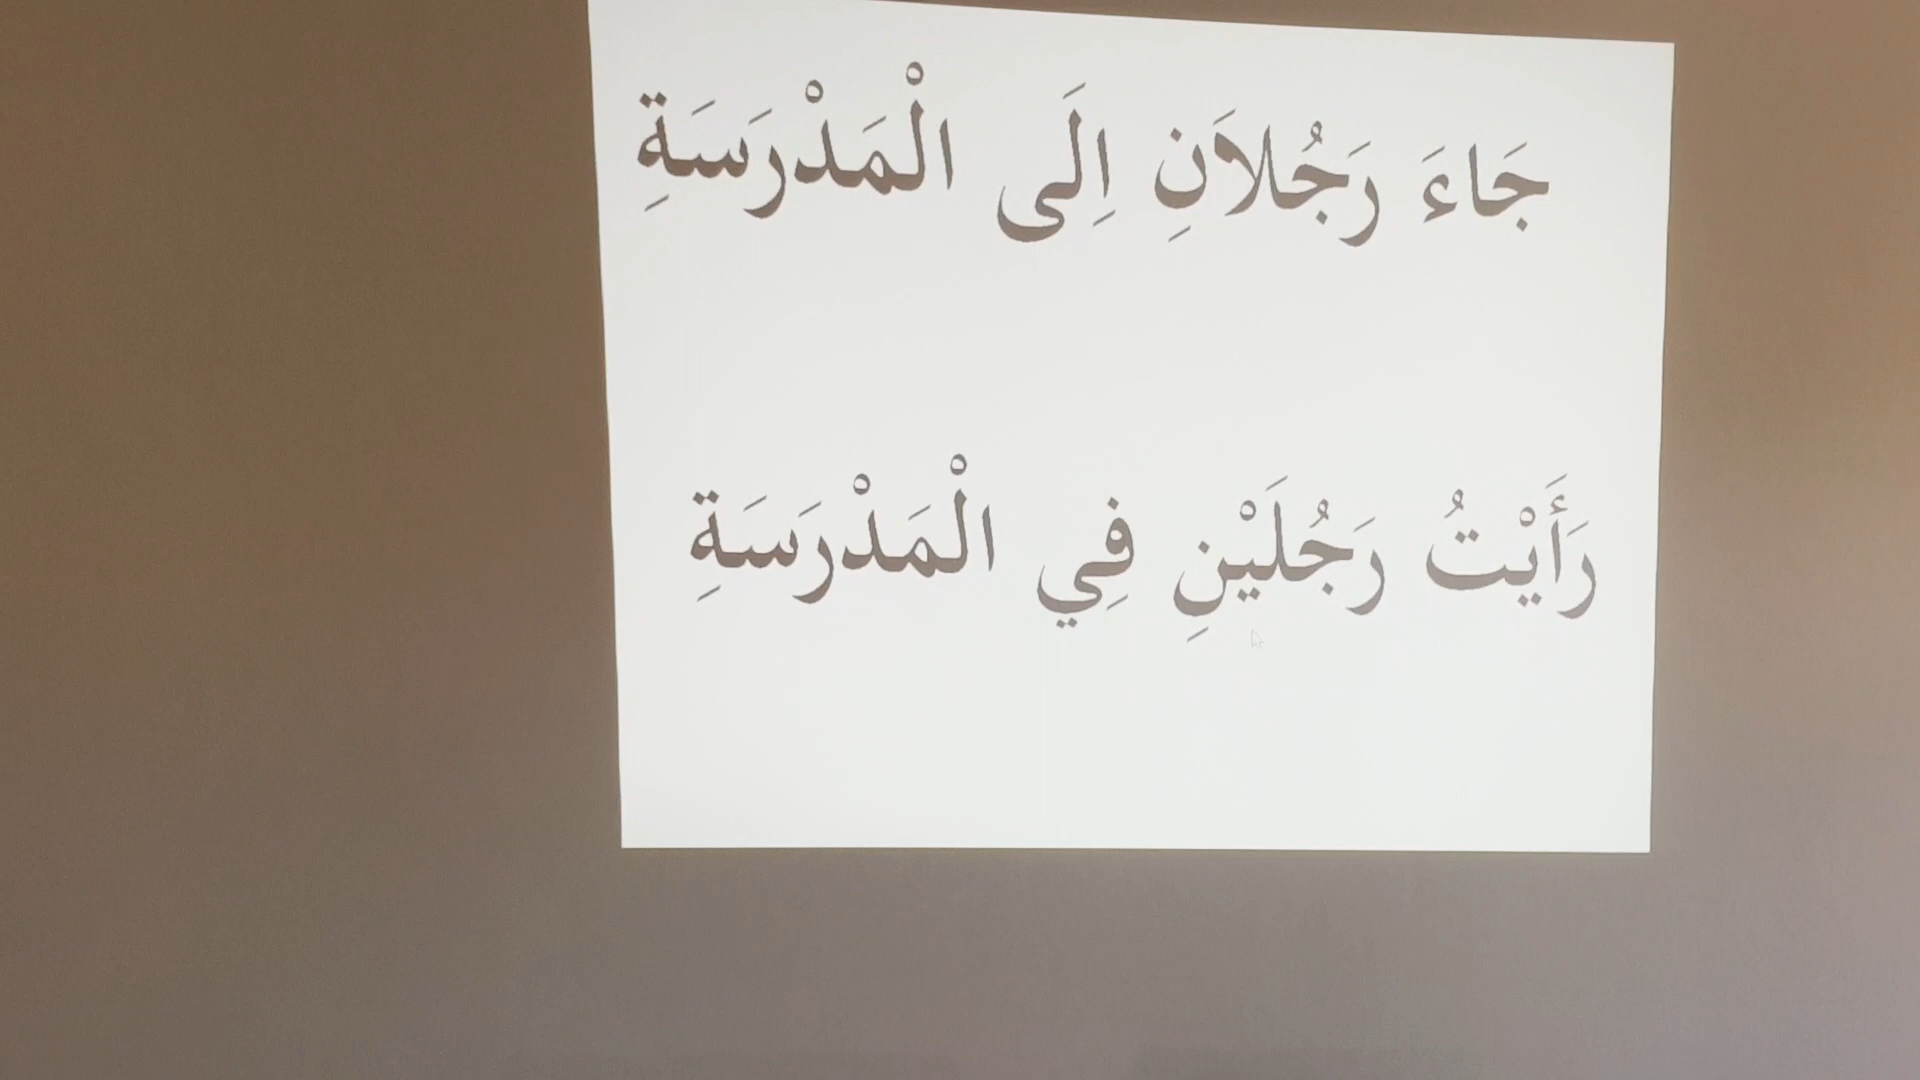 جَاءَ رَجُلاَنِ اِلَى الْمَدْرَسَةِ
رَأَيْتُ رَجُلَيْنِ فِي الْمَدْرَسَةِ